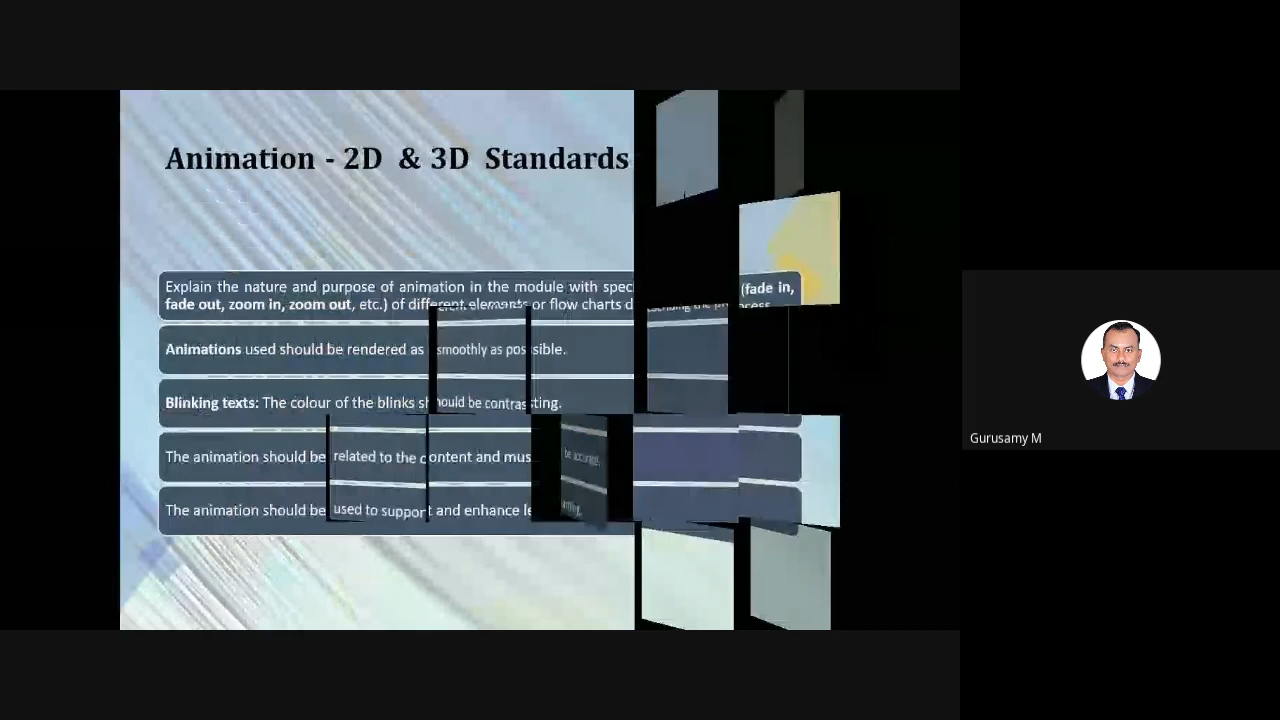 Animation - 2D & 3D Standards
Explain the nature and purpose of animation in the module with spec (fade in,
fade out, zoom in, zoom out, etc.) of different elements or flow charts
Animations used should be rendered as smoothly as possible.
Blinking texts: The colour of the blinks should be contrasting.
The animation should be related to the content and mus be accurate.
The animation should be used to support and enhance le
Gurusamy M